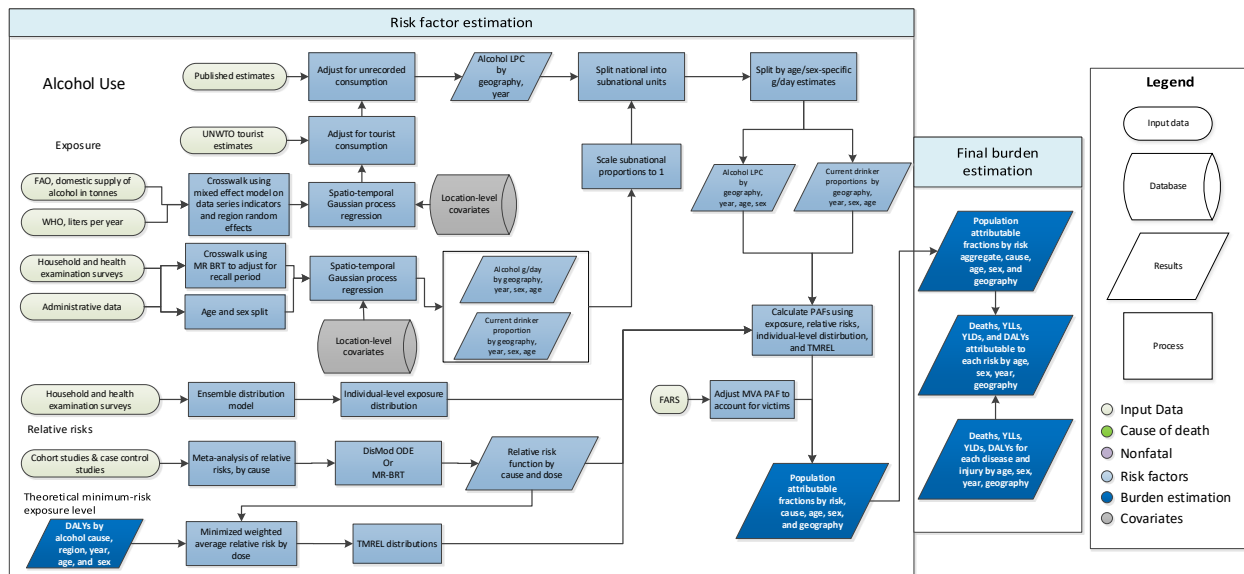 Risk factor estimation
Alcohol Use
Exposure
Published estimates
Adjust for unrecorded
consumption
Alcohol LPC
by
geography,
year
Split national into
subnational units
Split by age/sex-specific
g/day estimates
UNWTO tourist
estimates
Adjust for tourist
consumption
Scale subnational
proportions to 1
Alcohol LPC
by
geography,
year, age, sex
Current drinker
proportions by
geography,
year, sex, age
FAO, domestic supply of
alcohol in tonnes
WHO, liters per year
Crosswalk using
mixed effect model on
data series indicators
and region random
effects
Spatio-temporal
Gaussian process
regression
Location-level
covariates
Household and health
examination surveys
Administrative data
Crosswalk using
MR BRT to adjust for
recall period
Age and sex split
Spatio-temporal
Gaussian process
regression
Location-level
covariates
Alcohol g/day
by geography,
year, sex, age
Current drinker
proportion
by geography,
year, sex, age
Calculate PAFs using
exposure, relative risks,
individual-level distribution,
and TMREL
Household and health
examination surveys
Ensemble distribution
model
Individual-level exposure
distribution
FARS
Adjust MVA PAF to
account for victims
Relative risks
Cohort studies & case control
studies
Meta-analysis of relative
risks, by cause
DisMod ODE
Or
MR-BRT
Relative risk
function by
cause and dose
Population
attributable
fractions by risk,
cause, age, sex,
and geography
Theoretical minimum-risk
exposure level
DALYs by
alcohol cause,
region, year,
age, and sex
Minimized weighted
average relative risk by
dose
TMREL distributions
Final burden
estimation
Population
attributable
fractions by risk
aggregate, cause,
age, sex, and
geography
Deaths, YLLs,
YLDs, and DALYs
attributable to
each risk by age,
sex, year,
geography
Deaths, YLLs,
YLDs, DALYs for
each disease and
injury by age, sex,
year, geography
Legend
Input data
Database
Results
Process
Input Data
Cause of death
Nonfatal
Risk factors
Burden estimation
Covariates